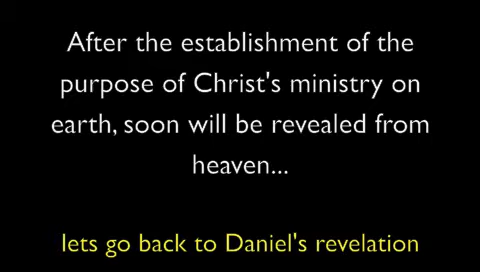 After the establishment of the
purpose of Christ's ministry on
earth, soon will be revealed from
heaven...
lets go back to Daniel's revelation